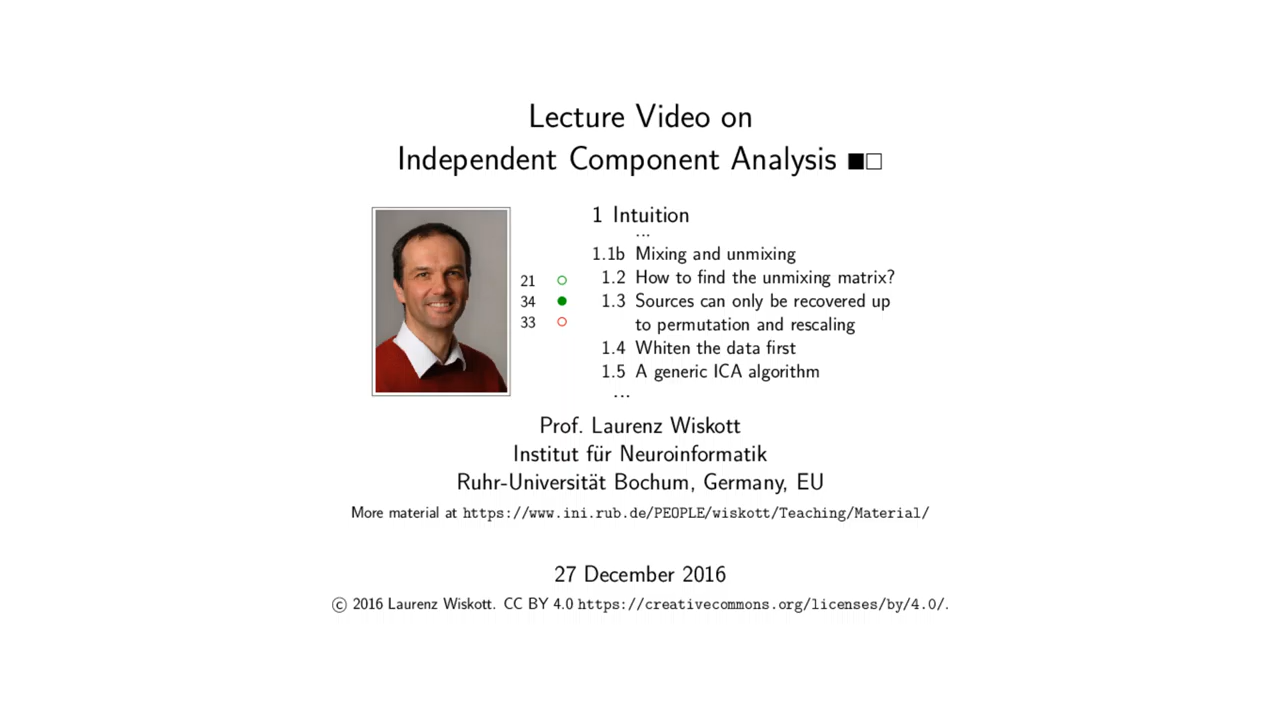 Lecture Video on
Independent Component Analysis ■□
1 Intuition
...
1.1b Mixing and unmixing
1.2 How to find the unmixing matrix?
1.3 Sources can only be recovered up
to permutation and rescaling
1.4 Whiten the data first
1.5 A generic ICA algorithm
...
21
34
33
Prof. Laurenz Wiskott
Institut für Neuroinformatik
Ruhr-Universität Bochum, Germany, EU
More material at https://www.ini.rub.de/PEOPLE/wiskott/Teaching/Material/
27 December 2016
© 2016 Laurenz Wiskott. CC BY 4.0 https://creativecommons.org/licenses/by/4.0/.